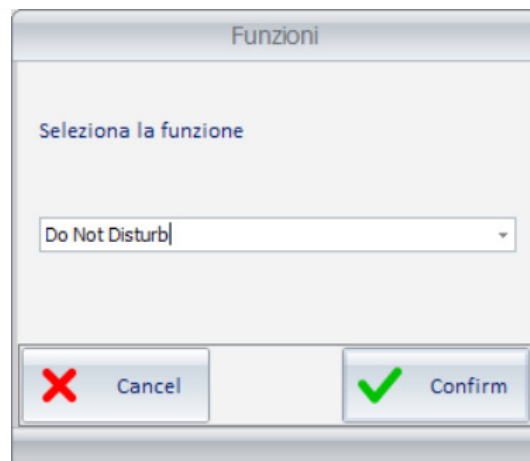 Funzioni
Seleziona la funzione
Do Not Disturb
Cancel
Confirm